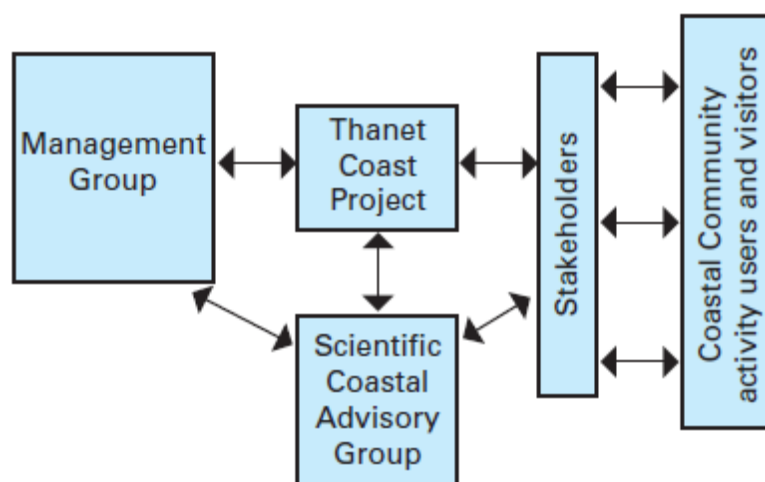 Management
Group
Thanet
Coast
Project
Scientific
Coastal
Advisory
Group
Stakeholders
Coastal Community
activity users and visitors